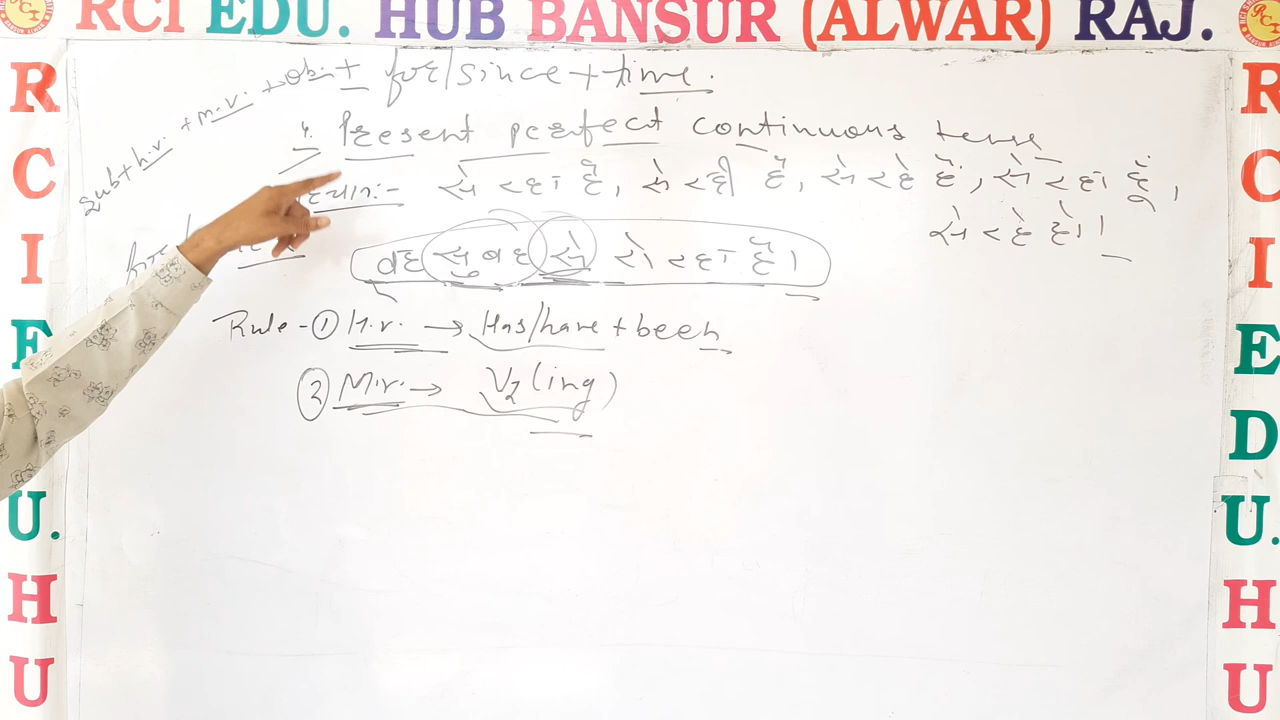 RCI EDU. HUB BANSUR (ALWAR) RAJ.
Sub + h.v. + m.v. + ob. + for/since + time.
4. Present perfect continuous tense
पहचान:- से रहा है, से रही है, से रहे हैं, से रहा हूँ,
से रहे हो।
वह सुबह से रो रहा है।
Rule - ① H.v. → Has/have + been
② M.v. → V1 (ing)
R
C
I
E
U.
H
U
R
C
I
E
D
U.
H
U